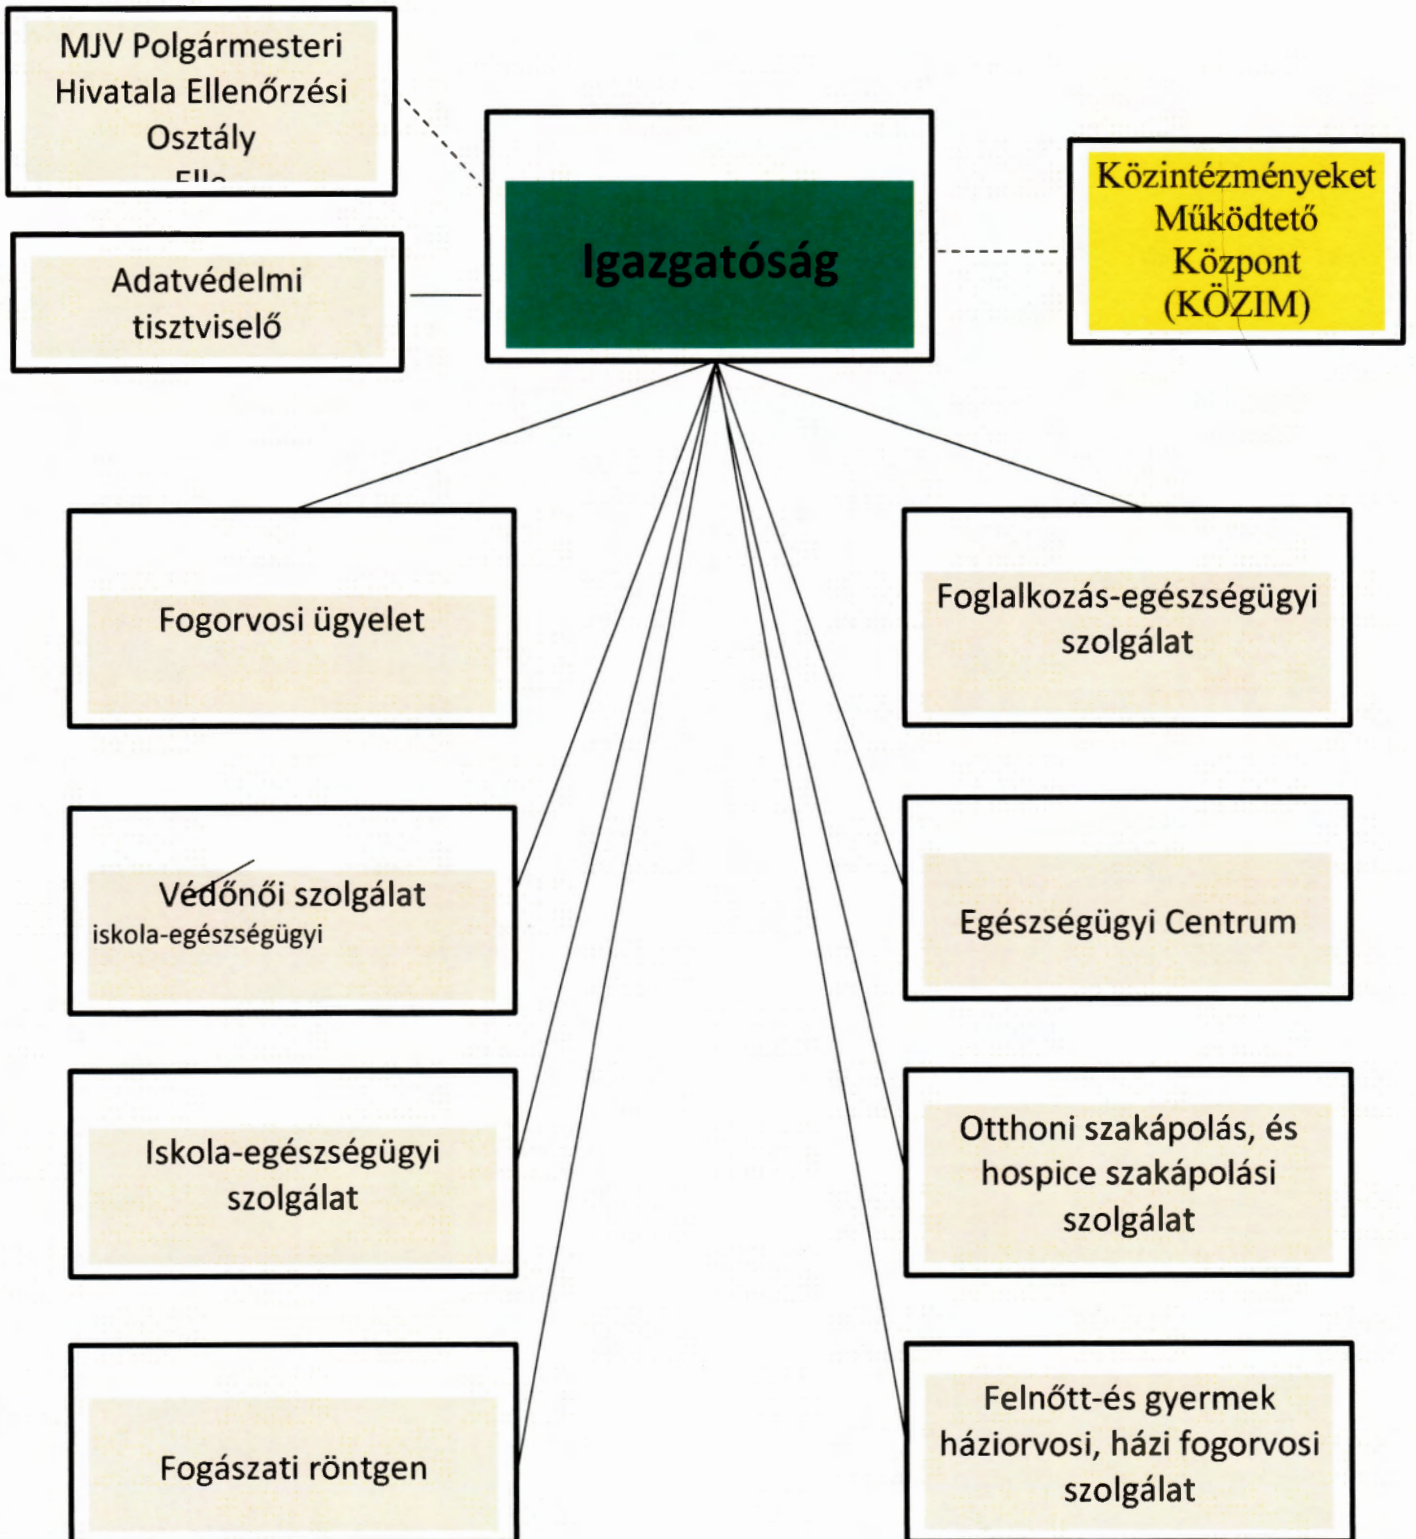 MJV Polgármesteri
Hivatala Ellenőrzési
Osztály
Adatvédelmi
tisztviselő
Igazgatóság
Közintézményeket
Működtető
Központ
(KÖZIM)
Fogorvosi ügyelet
Foglalkozás-egészségügyi
szolgálat
Védőnői szolgálat
iskola-egészségügyi
Egészségügyi Centrum
Iskola-egészségügyi
szolgálat
Otthoni szakápolás, és
hospice szakápolási
szolgálat
Fogászati röntgen
Felnőtt-és gyermek
háziorvosi, házi fogorvosi
szolgálat